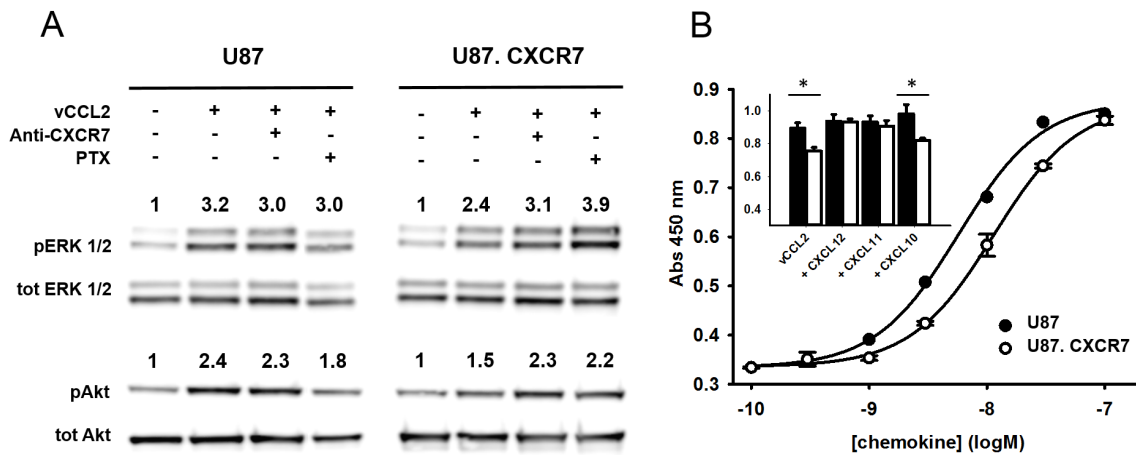 A
U87
U87. CXCR7
vCCL2 - + + + - + + +
Anti-CXCR7 - - + - - - + -
PTX - - - + - - - +
1 3.2 3.0 3.0 1 2.4 3.1 3.9
pERK 1/2
tot ERK 1/2
1 2.4 2.3 1.8 1 1.5 2.3 2.2
pAkt
tot Akt
B
Abs 450 nm
0.9
0.8
0.7
0.6
0.5
0.4
0.3
* *
1.0
0.8
0.6
0.4
vCCL2
+ CXCL12
+ CXCL11
+ CXCL10
U87
U87. CXCR7
-10 -9 -8 -7
[chemokine] (logM)